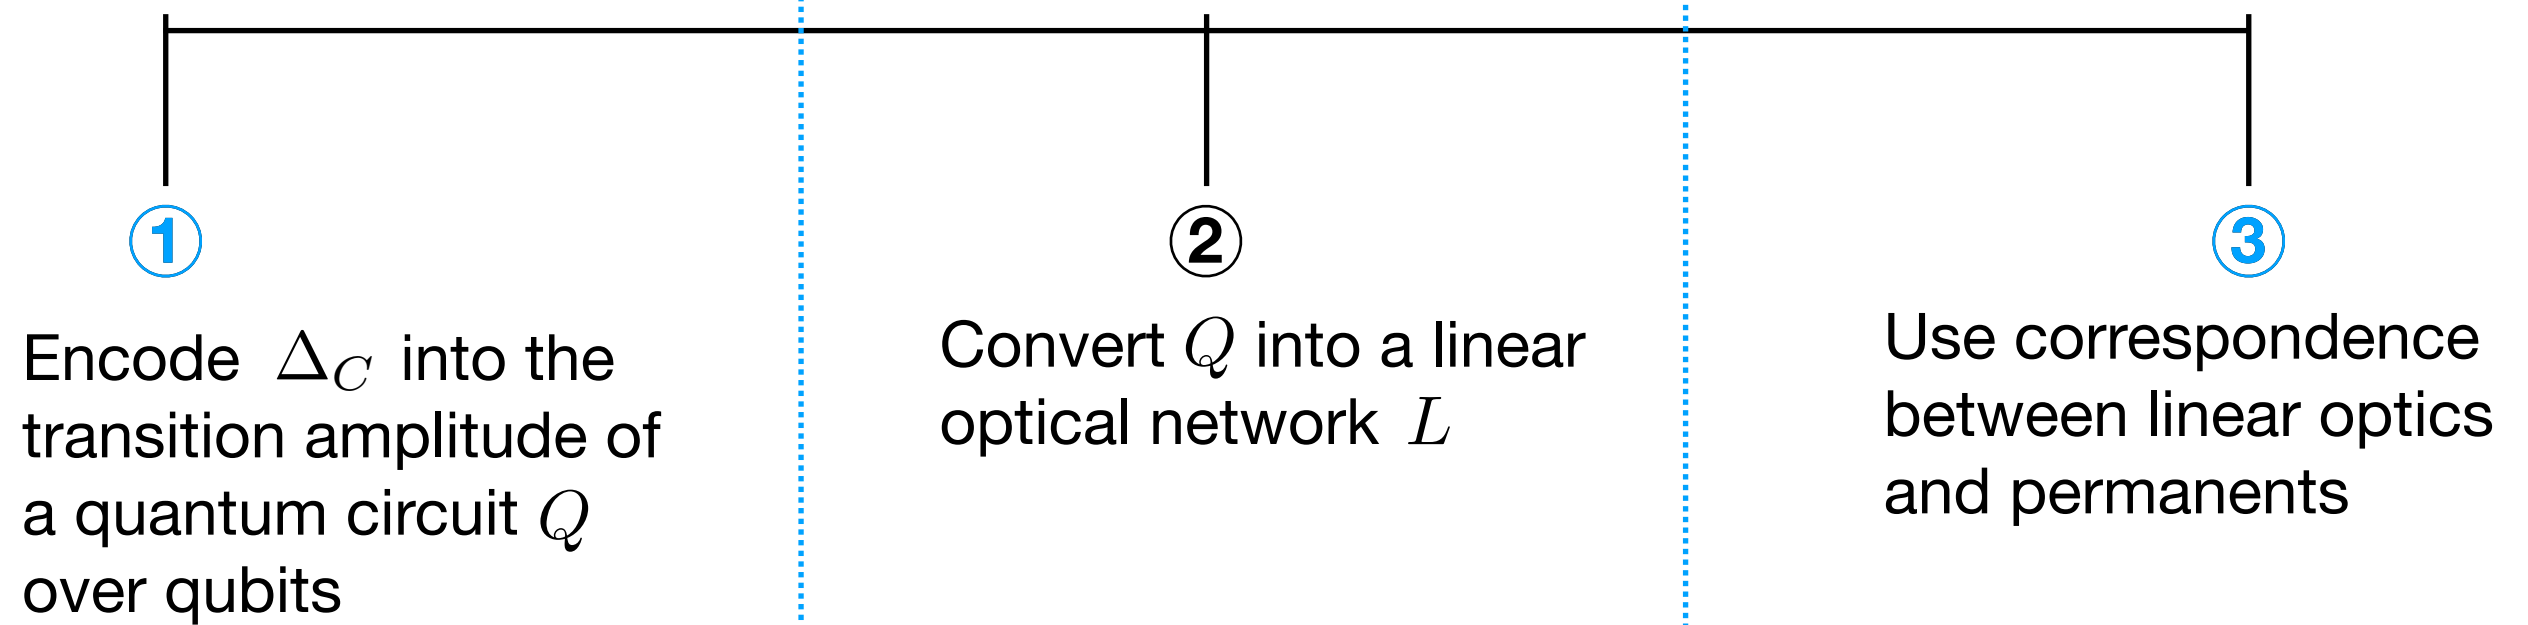 ①
Encode Δ_C into the
transition amplitude of
a quantum circuit Q
over qubits
②
Convert Q into a linear
optical network L
③
Use correspondence
between linear optics
and permanents